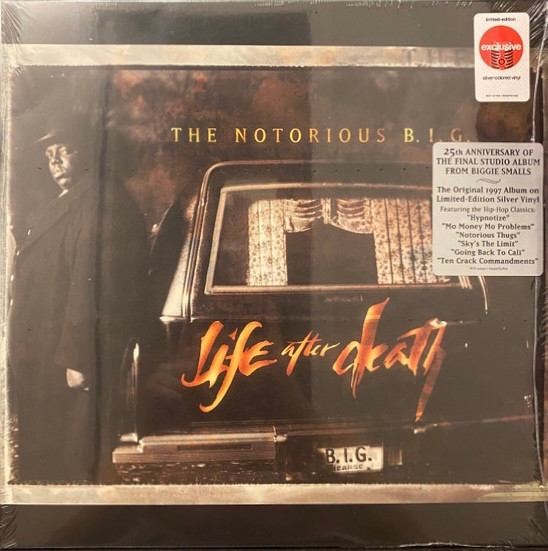 limited-edition
exclusive
silver-colored vinyl
THE NOTORIOUS B.I.G.
25th ANNIVERSARY OF
THE FINAL STUDIO ALBUM
FROM BIGGIE SMALLS
The Original 1997 Album on
Limited-Edition Silver Vinyl
Featuring the Hip-Hop Classics:
"Hypnotize"
"Mo Money Mo Problems"
"Notorious Thugs"
"Sky's The Limit"
"Going Back To Cali"
"Ten Crack Commandments"
Life after death
B.I.G.